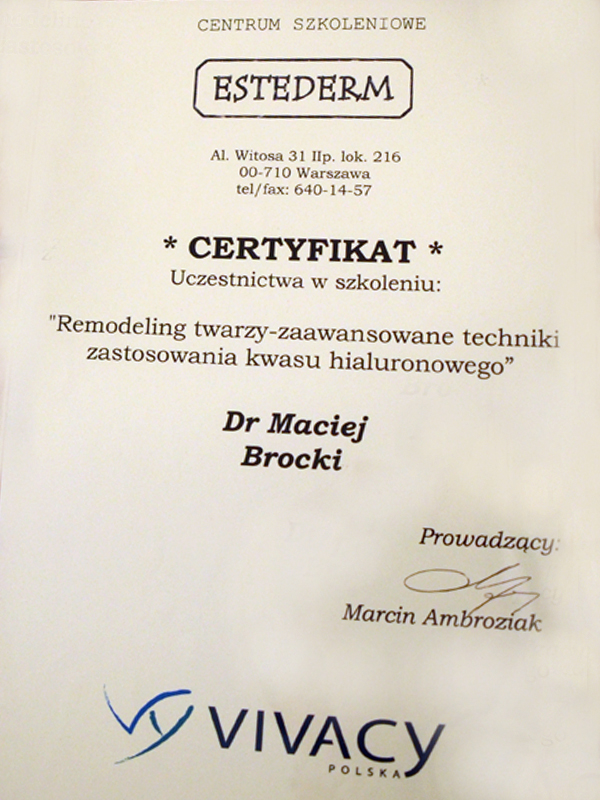 CENTRUM SZKOLENIOWE
ESTEDERM
Al. Witosa 31 IIp. lok. 216
00-710 Warszawa
tel/fax: 640-14-57
* CERTYFIKAT *
Uczestnictwa w szkoleniu:
"Remodeling twarzy-zaawansowane techniki
zastosowania kwasu hialuronowego”
Dr Maciej
Brocki
Prowadzący:
Marcin Ambroziak
VIVACY
POLSKA